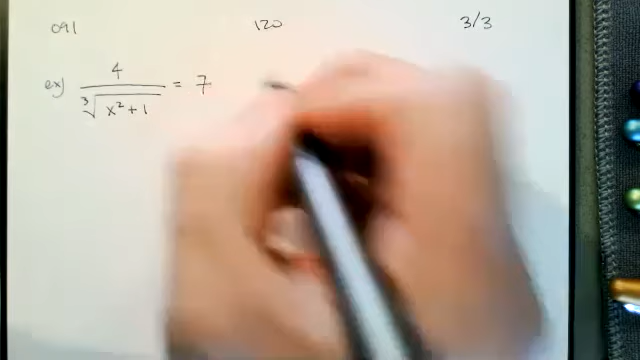 091 120 3/3
ex) 4/∛(x²+1) = 7